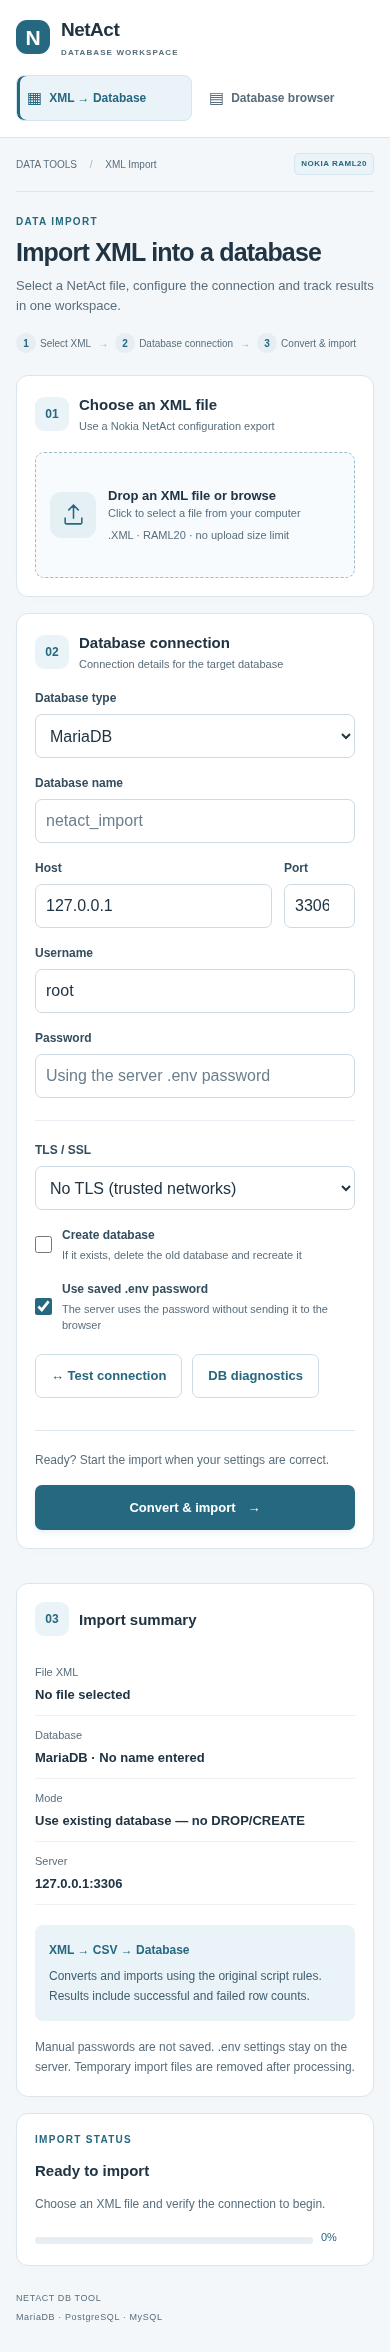 N
NetAct
DATABASE WORKSPACE
XML → Database
Database browser
DATA TOOLS / XML Import
NOKIA RAML20
DATA IMPORT
Import XML into a database
Select a NetAct file, configure the connection and track results
in one workspace.
1 Select XML → 2 Database connection → 3 Convert & import
01 Choose an XML file
Use a Nokia NetAct configuration export
Drop an XML file or browse
Click to select a file from your computer
.XML · RAML20 · no upload size limit
02 Database connection
Connection details for the target database
Database type
MariaDB
Database name
netact_import
Host Port
127.0.0.1 3306
Username
root
Password
Using the server .env password
TLS / SSL
No TLS (trusted networks)
Create database
If it exists, delete the old database and recreate it
Use saved .env password
The server uses the password without sending it to the
browser
↔ Test connection DB diagnostics
Ready? Start the import when your settings are correct.
Convert & import →
03 Import summary
File XML
No file selected
Database
MariaDB · No name entered
Mode
Use existing database — no DROP/CREATE
Server
127.0.0.1:3306
XML → CSV → Database
Converts and imports using the original script rules.
Results include successful and failed row counts.
Manual passwords are not saved. .env settings stay on the
server. Temporary import files are removed after processing.
IMPORT STATUS
Ready to import
Choose an XML file and verify the connection to begin.
0%
NETACT DB TOOL
MariaDB · PostgreSQL · MySQL